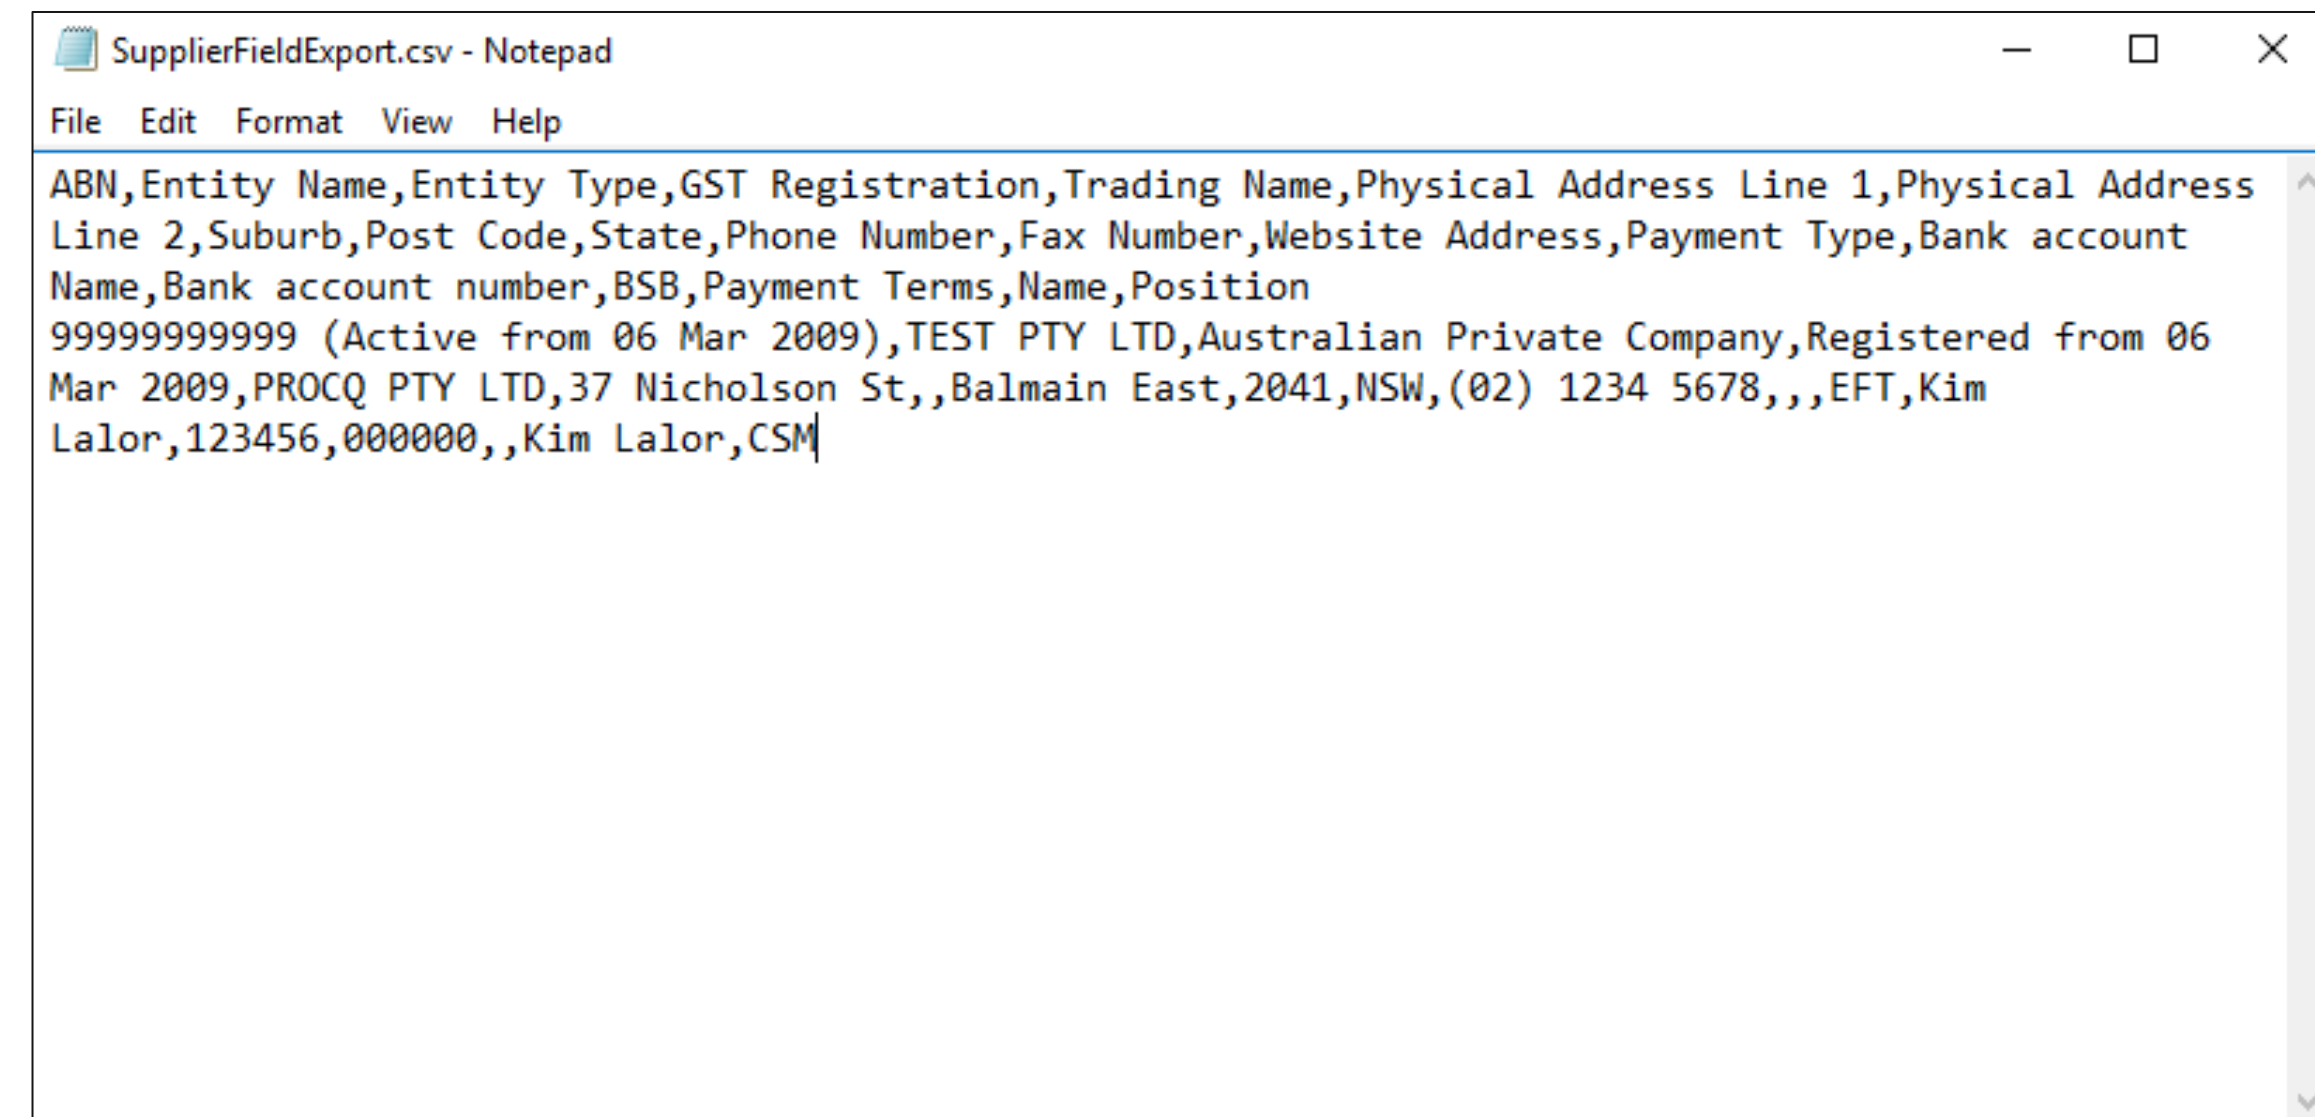 SupplierFieldExport.csv - Notepad
File Edit Format View Help
ABN,Entity Name,Entity Type,GST Registration,Trading Name,Physical Address Line 1,Physical Address
Line 2,Suburb,Post Code,State,Phone Number,Fax Number,Website Address,Payment Type,Bank account
Name,Bank account number,BSB,Payment Terms,Name,Position
99999999999 (Active from 06 Mar 2009),TEST PTY LTD,Australian Private Company,Registered from 06
Mar 2009,PROCQ PTY LTD,37 Nicholson St,,Balmain East,2041,NSW,(02) 1234 5678,,,EFT,Kim
Lalor,123456,000000,,Kim Lalor,CSM